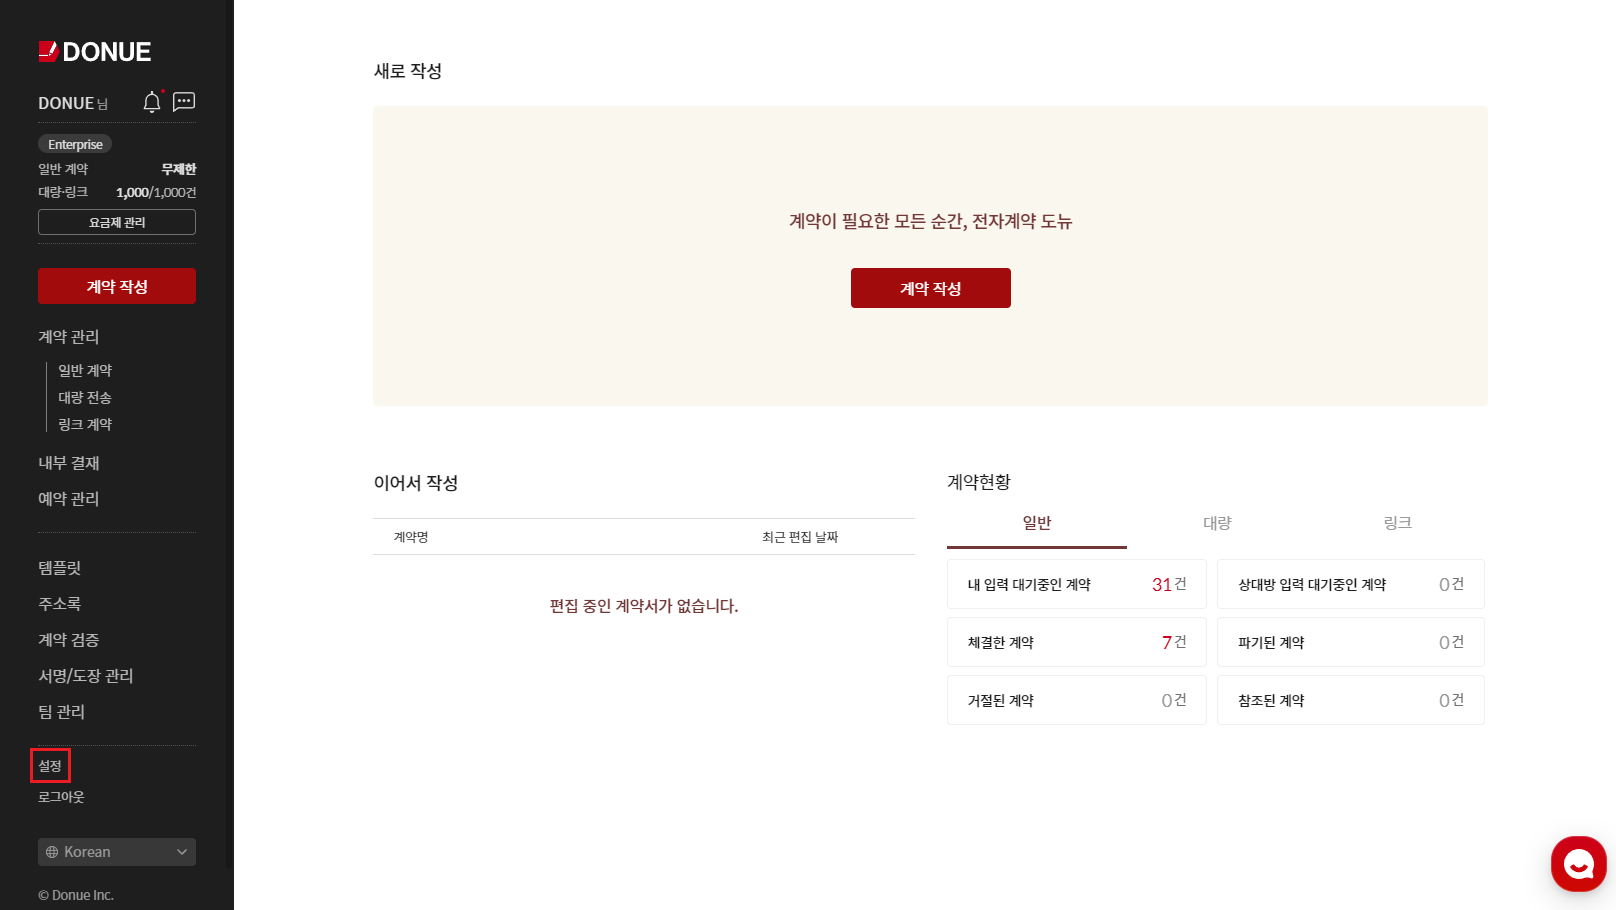 DONUE
DONUE 님
Enterprise
일반 계약 무제한
대량·링크 1,000/1,000건
요금제 관리
계약 작성
계약 관리
일반 계약
대량 전송
링크 계약
내부 결재
예약 관리
템플릿
주소록
계약 검증
서명/도장 관리
팀 관리
설정
로그아웃
Korean
© Donue Inc.
새로 작성
계약이 필요한 모든 순간, 전자계약 도뉴
계약 작성
이어서 작성
계약명 최근 편집 날짜
편집 중인 계약서가 없습니다.
계약현황
일반 대량 링크
내 입력 대기중인 계약 31건
상대방 입력 대기중인 계약 0건
체결한 계약 7건
파기된 계약 0건
거절된 계약 0건
참조된 계약 0건